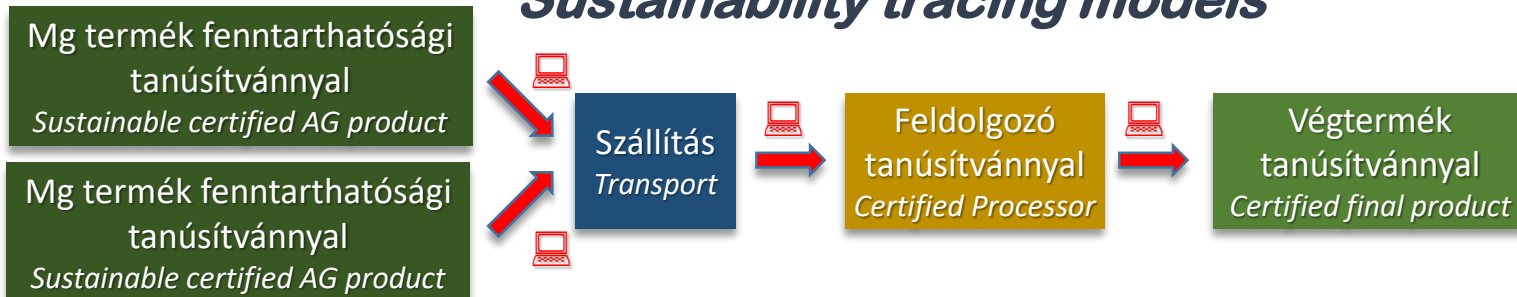 Sustainability tracing models
Mg termék fenntarthatósági
tanúsítvánnyal
Sustainable certified AG product
Mg termék fenntarthatósági
tanúsítvánnyal
Sustainable certified AG product
Szállítás
Transport
Feldolgozó
tanúsítvánnyal
Certified Processor
Végtermék
tanúsítvánnyal
Certified final product